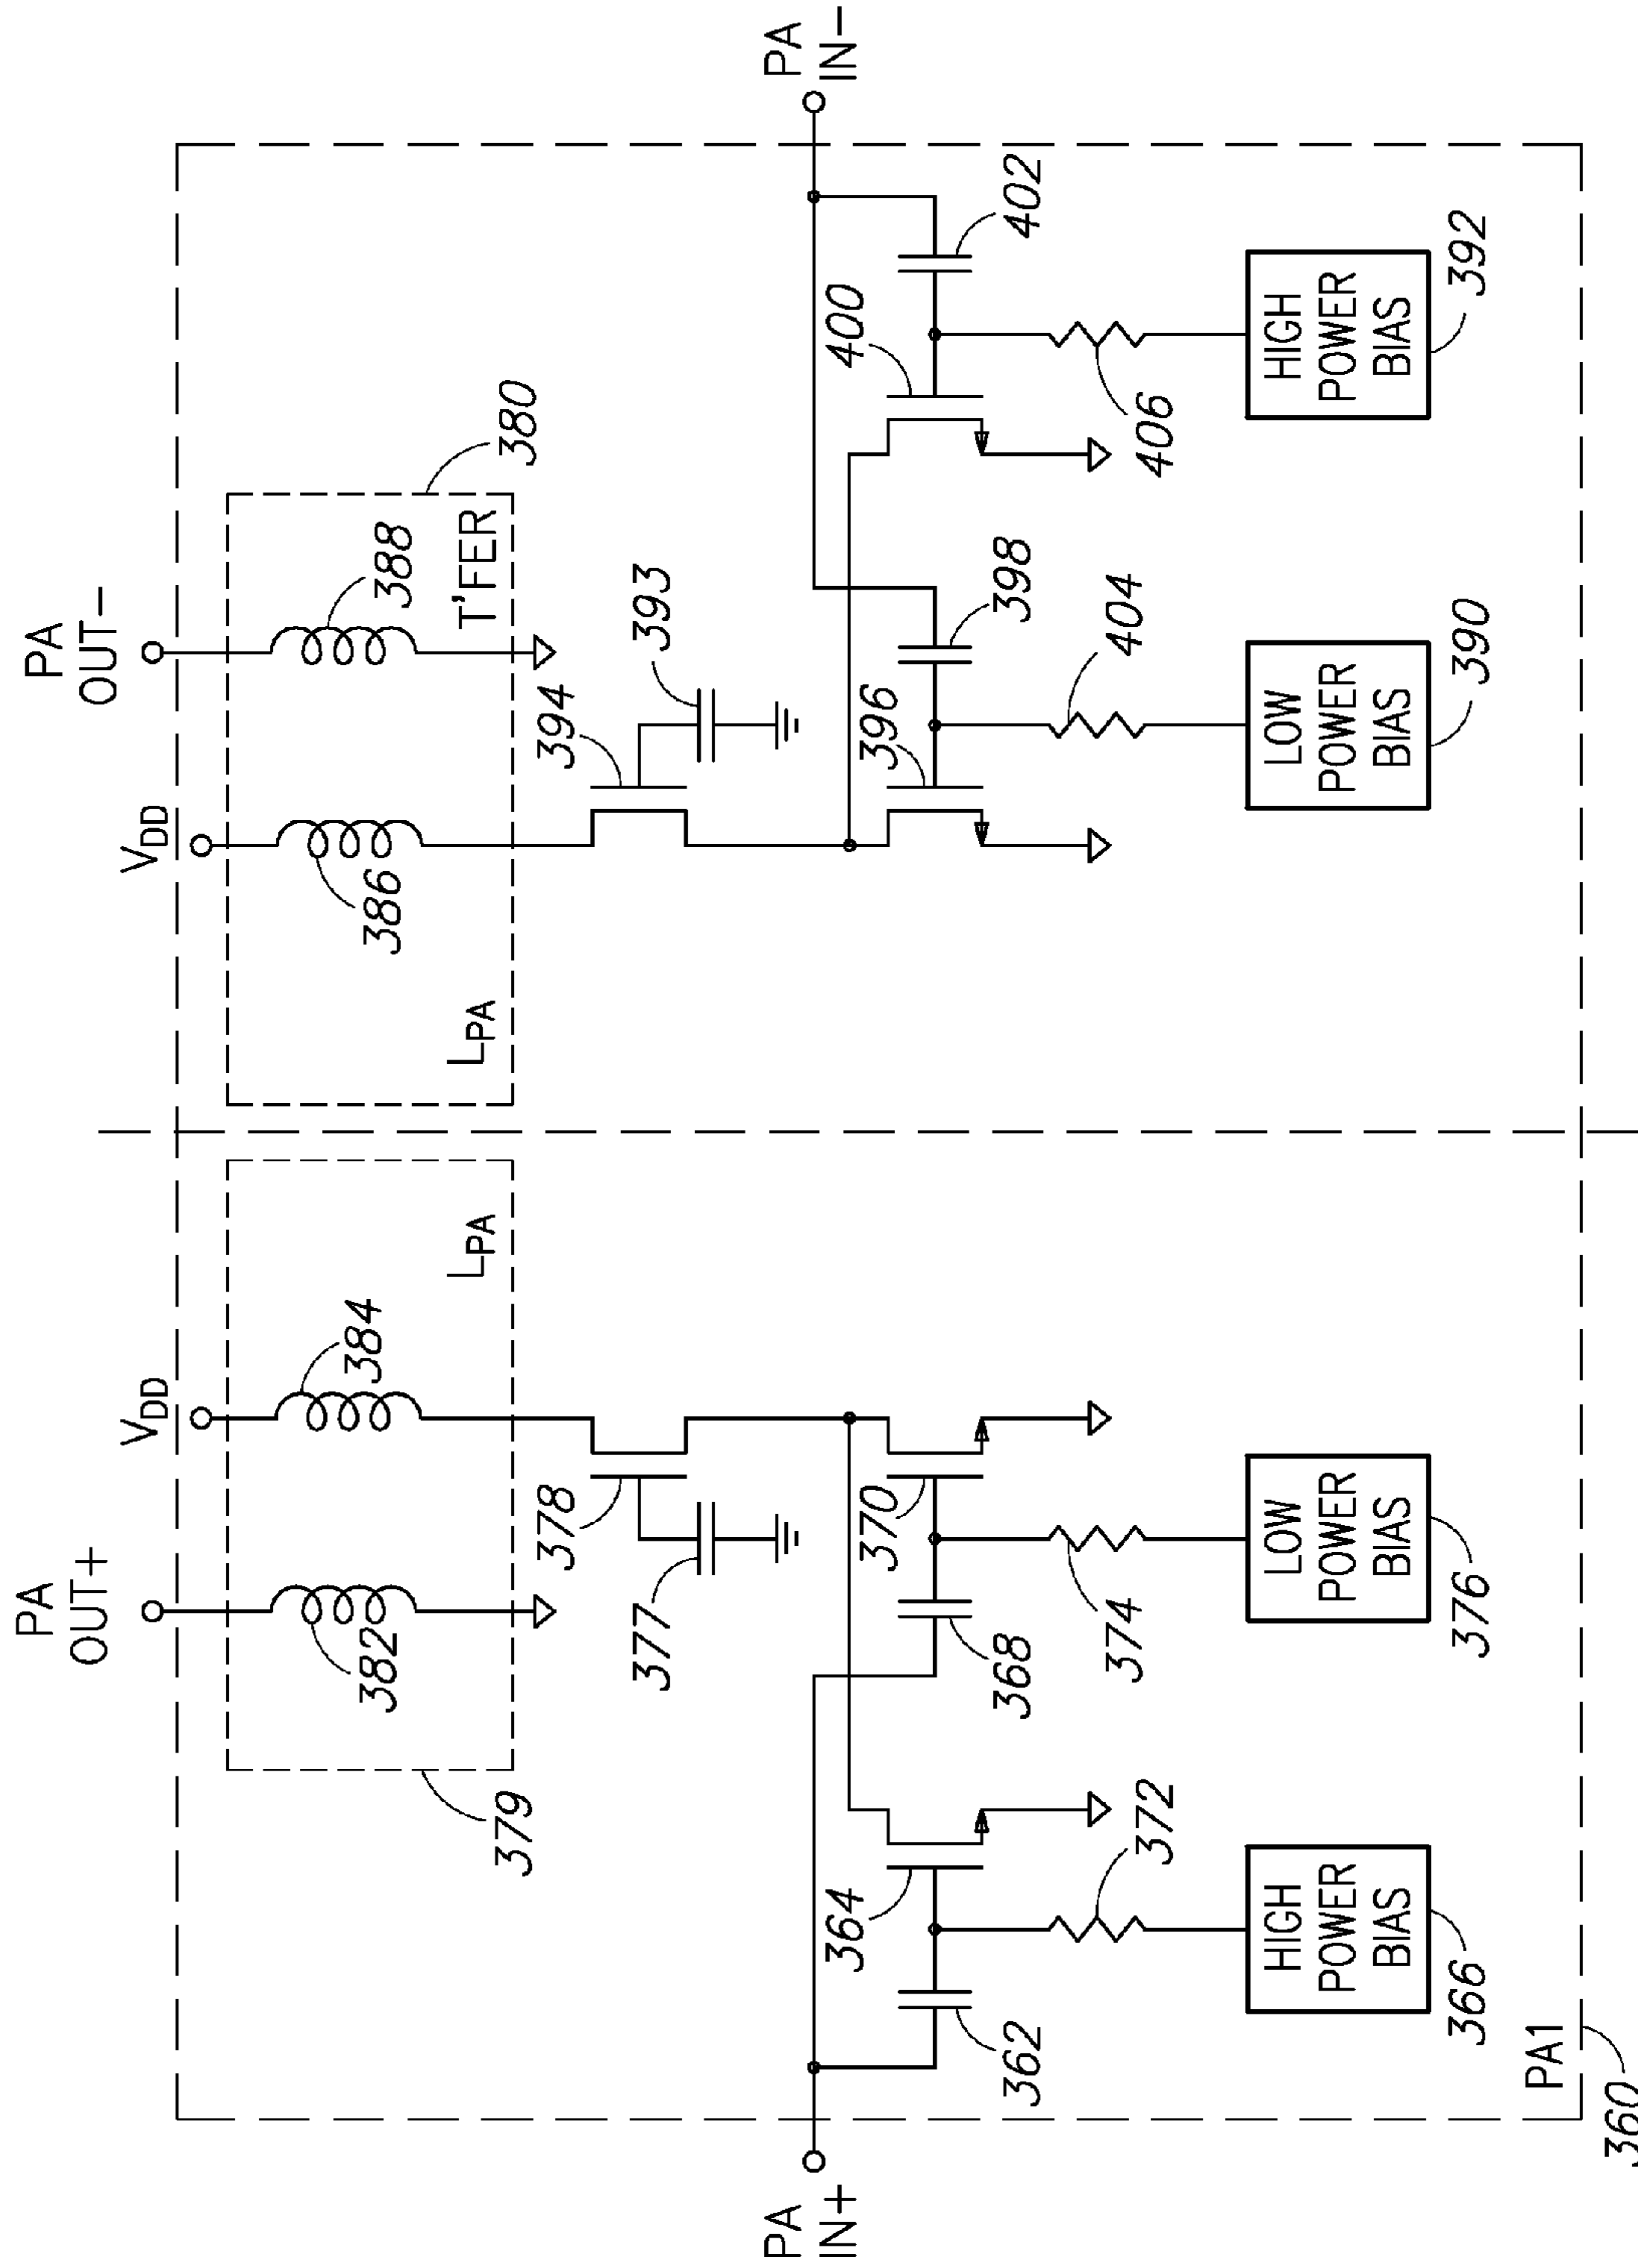 PA
OUT+
VDD
VDD
PA
OUT−
379
382
384
LPA
LPA
386
388
T'FER
380
378
377
394
393
PA
IN+
PA
IN−
364
370
396
400
362
368
398
402
372
374
404
406
HIGH
POWER
BIAS
LOW
POWER
BIAS
LOW
POWER
BIAS
HIGH
POWER
BIAS
366
376
390
392
PA1
360